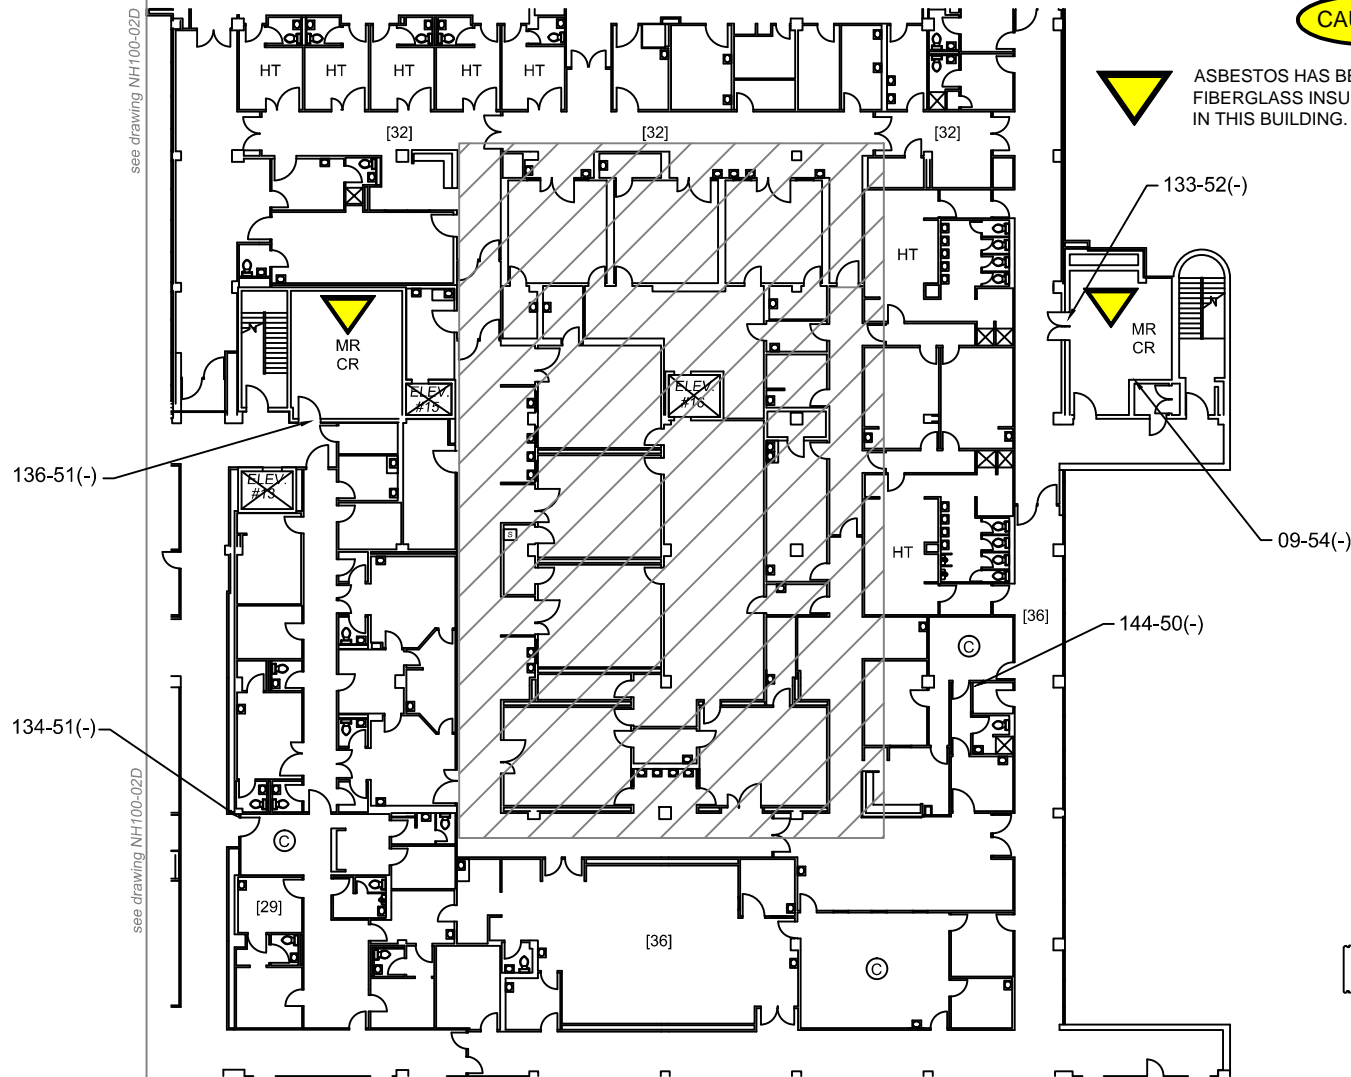 CAU
ASBESTOS HAS BE
FIBERGLASS INSU
IN THIS BUILDING.
see drawing NH100-02D
HT
HT
HT
HT
HT
[32]
[32]
[32]
133-52(-)
HT
MR
CR
MR
CR
ELEV.
#15
ELEV.
#16
136-51(-)
ELEV.
#13
S
09-54(-)
HT
[36]
144-50(-)
C
134-51(-)
see drawing NH100-02D
C
[29]
[36]
C